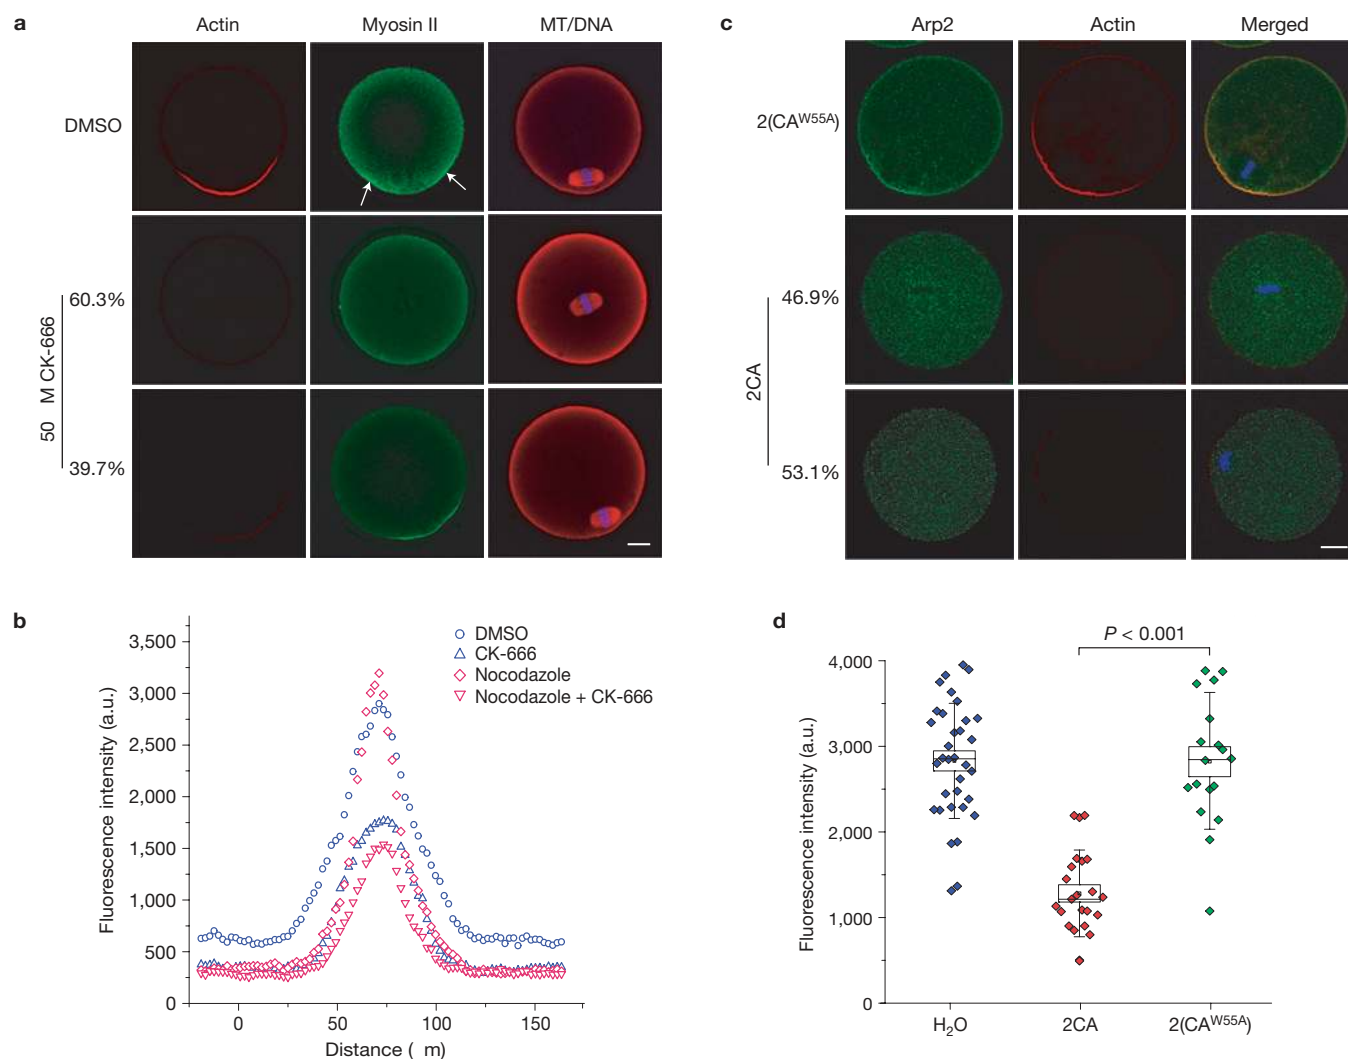 a
Actin Myosin II MT/DNA
DMSO
60.3%
50 M CK-666
39.7%
c
Arp2 Actin Merged
2(CAW55A)
46.9%
2CA
53.1%
b
3,500
3,000
2,500
2,000
1,500
1,000
500
0
Fluorescence intensity (a.u.)
DMSO
CK-666
Nocodazole
Nocodazole + CK-666
0 50 100 150
Distance ( m)
d
P < 0.001
4,000
3,000
2,000
1,000
0
Fluorescence intensity (a.u.)
H2O 2CA 2(CAW55A)